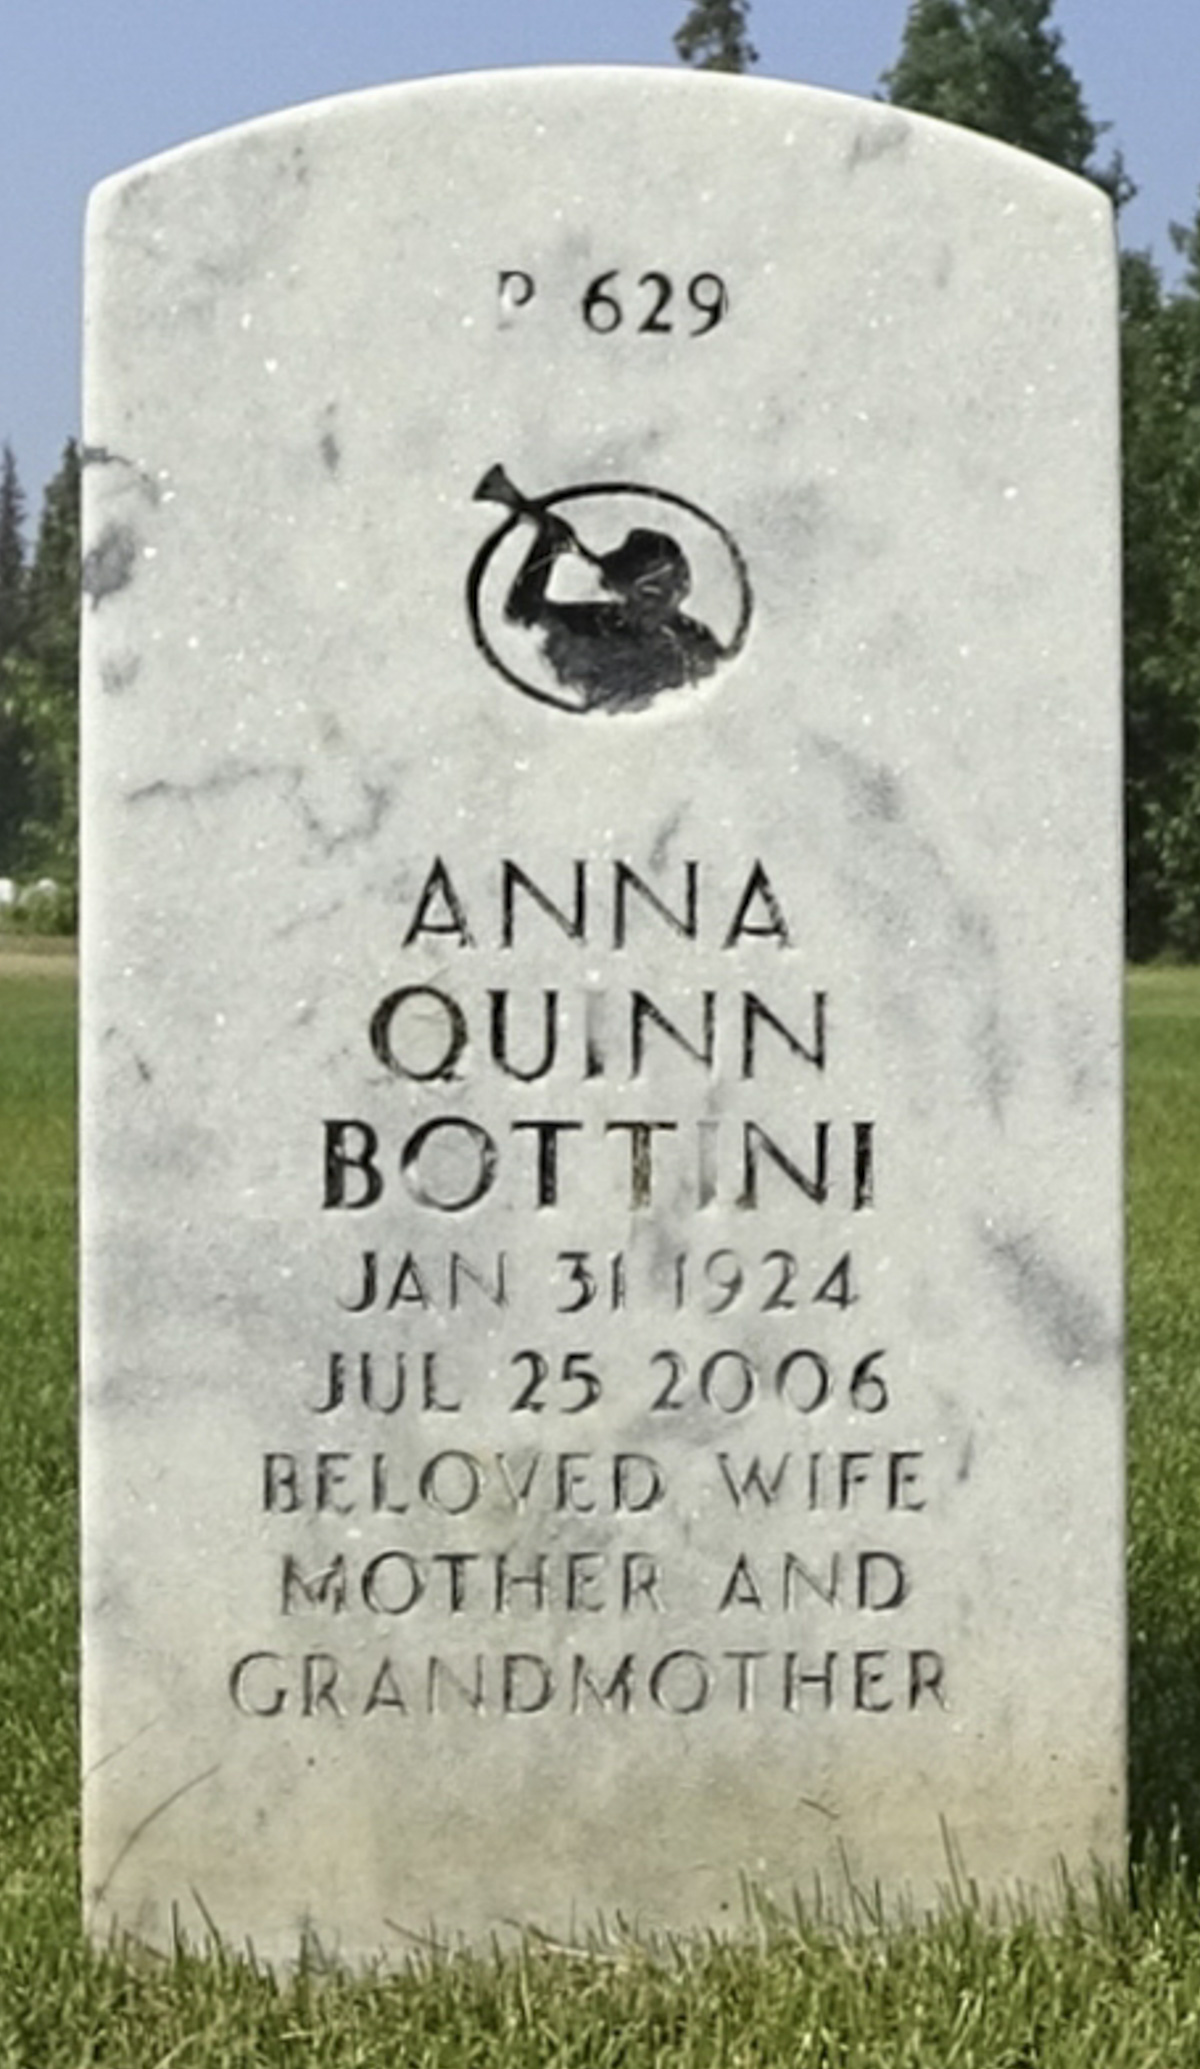 P 629
ANNA
QUINN
BOTTINI
JAN 31 1924
JUL 25 2006
BELOVED WIFE
MOTHER AND
GRANDMOTHER